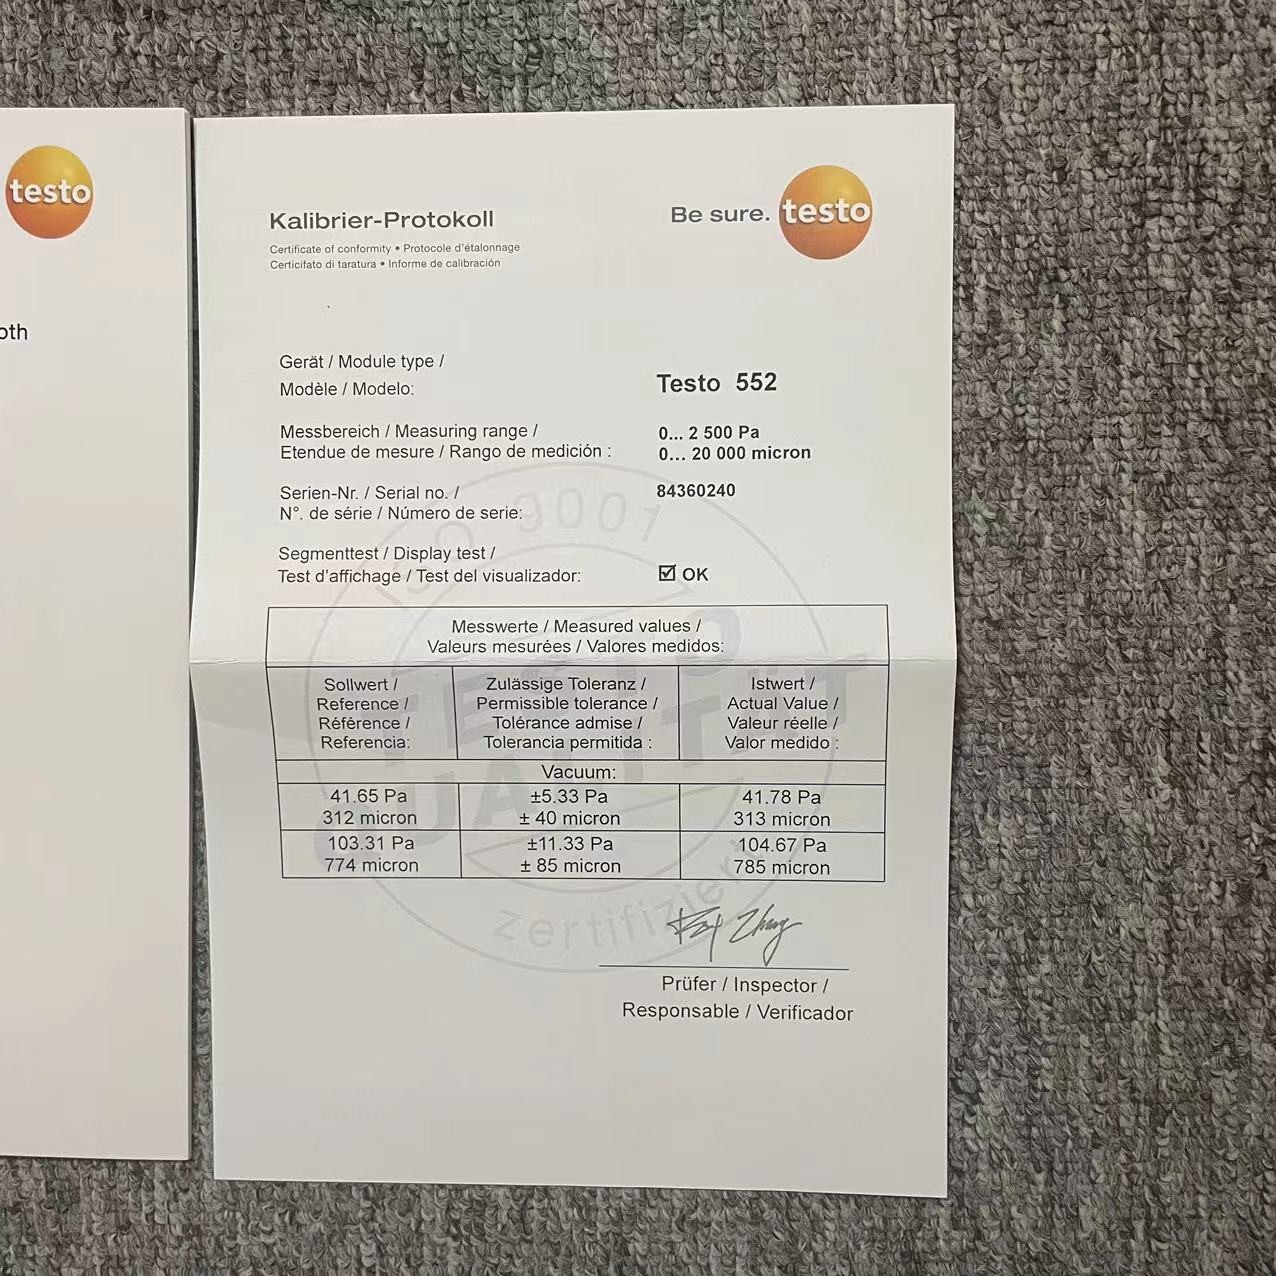 testo
oth
Kalibrier-Protokoll
Certificate of conformity • Protocole d'étalonnage
Certicifato di taratura • Informe de calibración
Be sure. testo
Gerät / Module type /
Modèle / Modelo:
Testo 552
Messbereich / Measuring range /
Etendue de mesure / Rango de medición :
0... 2 500 Pa
0... 20 000 micron
Serien-Nr. / Serial no. /
N°. de série / Número de serie:
84360240
Segmenttest / Display test /
Test d'affichage / Test del visualizador:
☑ OK
ISO 9001
TESTO
QUALITÄT
zertifiziert
Messwerte / Measured values /
Valeurs mesurées / Valores medidos:
Sollwert /
Reference /
Référence /
Referencia:
Zulässige Toleranz /
Permissible tolerance /
Tolérance admise /
Tolerancia permitida :
Istwert /
Actual Value /
Valeur réelle /
Valor medido :
Vacuum:
41.65 Pa
312 micron
±5.33 Pa
± 40 micron
41.78 Pa
313 micron
103.31 Pa
774 micron
±11.33 Pa
± 85 micron
104.67 Pa
785 micron
Zhang
Prüfer / Inspector /
Responsable / Verificador